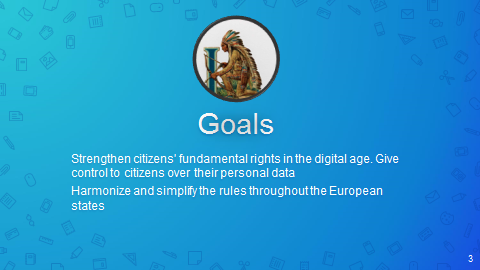 Goals
Strengthen citizens' fundamental rights in the digital age. Give
control to citizens over their personal data
Harmonize and simplify the rules throughout the European
states
3